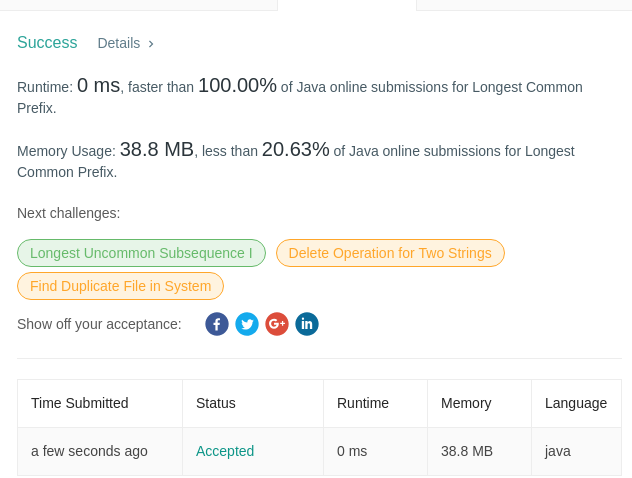 Success Details >
Runtime: 0 ms, faster than 100.00% of Java online submissions for Longest Common
Prefix.
Memory Usage: 38.8 MB, less than 20.63% of Java online submissions for Longest
Common Prefix.
Next challenges:
Longest Uncommon Subsequence I Delete Operation for Two Strings
Find Duplicate File in System
Show off your acceptance: f G+ in
Time Submitted Status Runtime Memory Language
a few seconds ago Accepted 0 ms 38.8 MB java